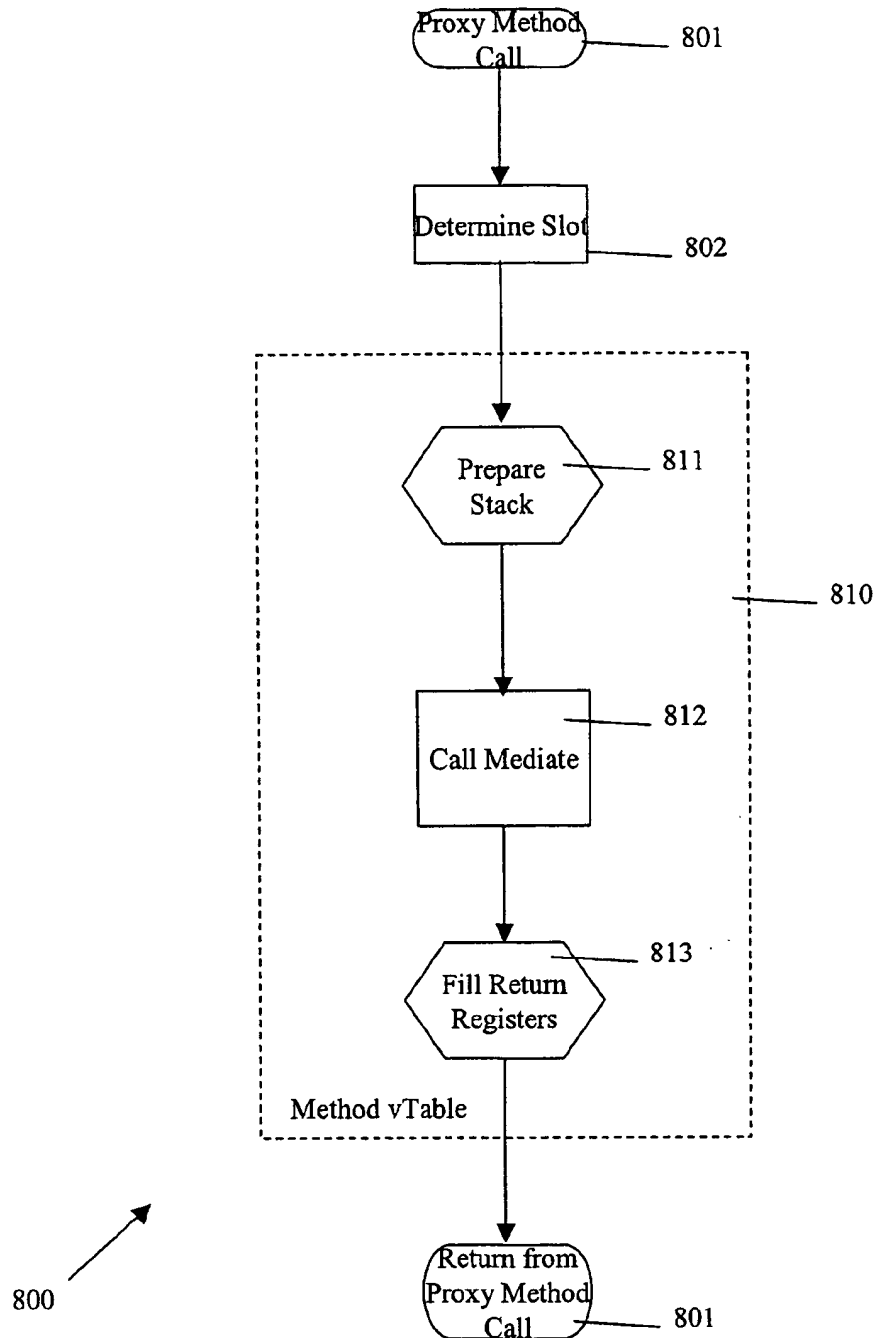 Proxy Method
Call
801
Determine Slot
802
Prepare
Stack
811
810
812
Call Mediate
813
Fill Return
Registers
Method vTable
Return from
Proxy Method
Call
800
801